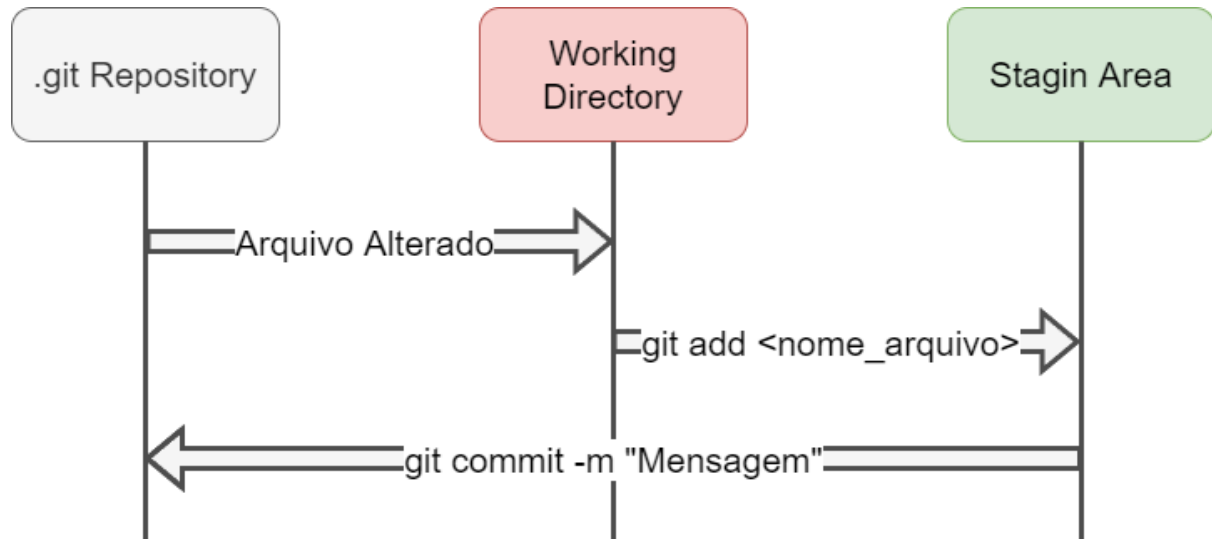 .git Repository
Working
Directory
Stagin Area
Arquivo Alterado
git add <nome_arquivo>
git commit -m "Mensagem"